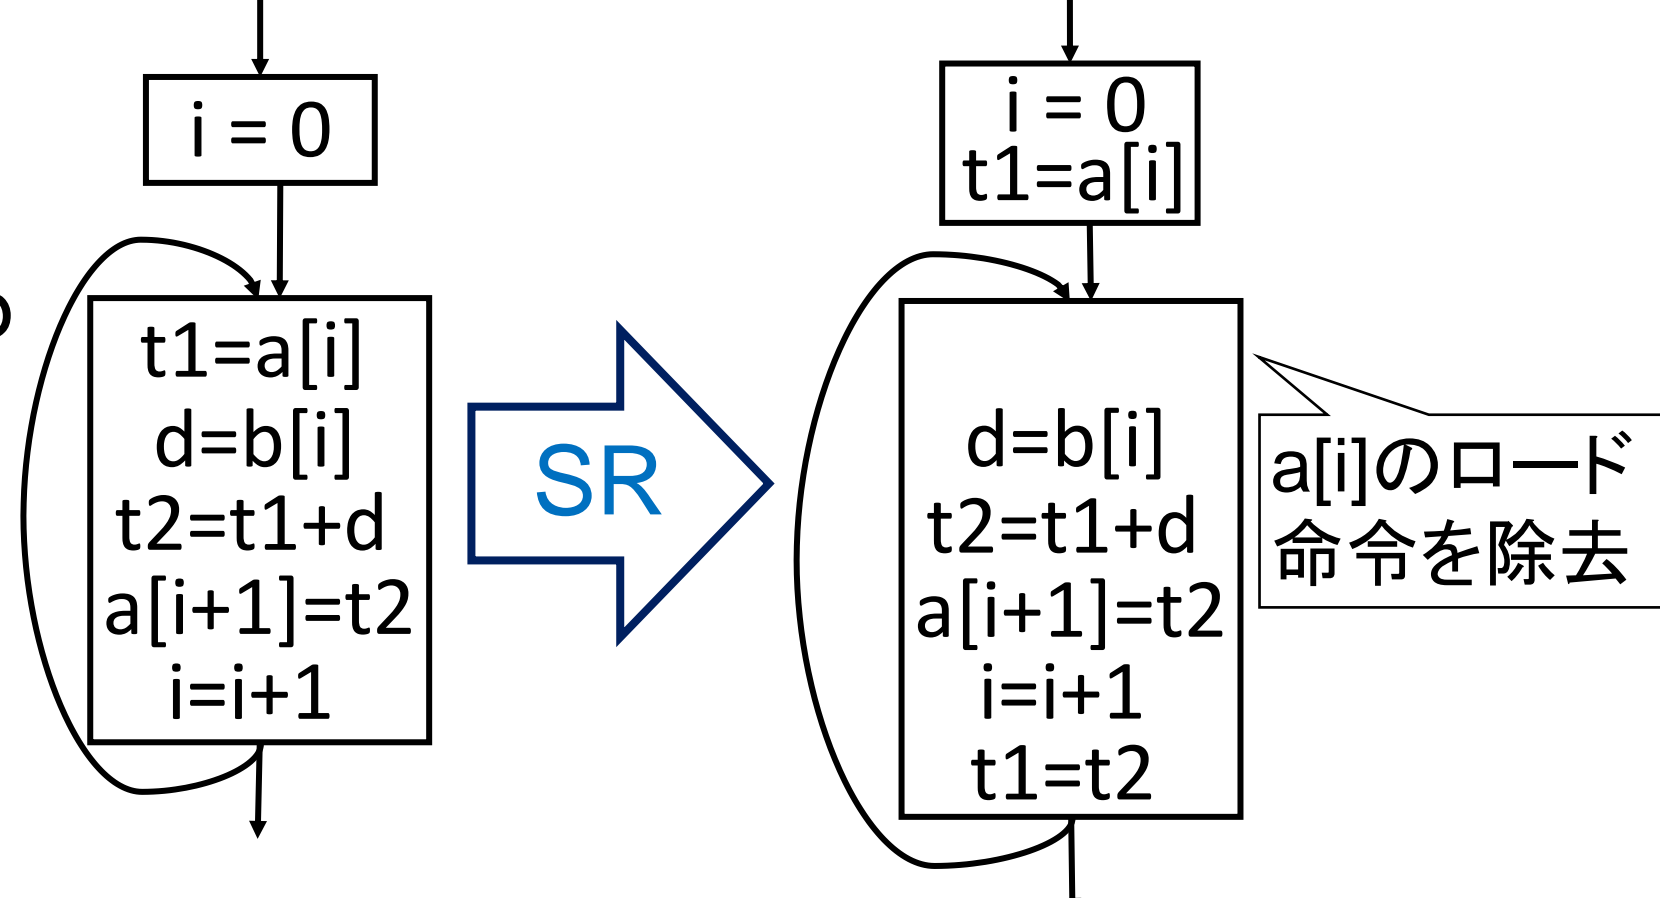 i = 0
t1=a[i]
d=b[i]
t2=t1+d
a[i+1]=t2
i=i+1
SR
i = 0
t1=a[i]
d=b[i]
t2=t1+d
a[i+1]=t2
i=i+1
t1=t2
a[i]のロード
命令を除去